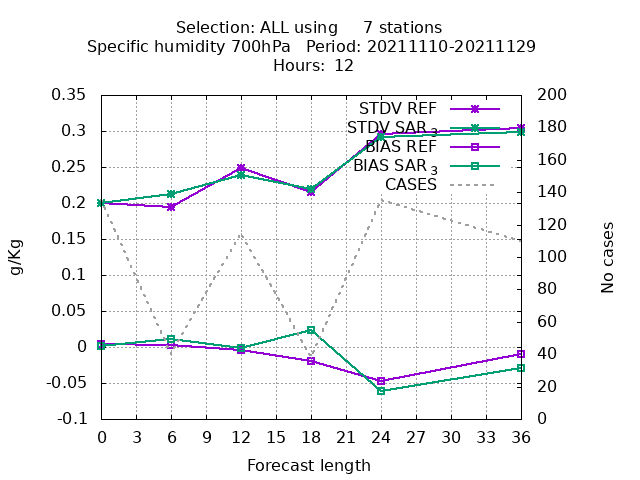 Selection: ALL using     7 stations
Specific humidity 700hPa   Period: 20211110-20211129
Hours: 12
STDV REF
STDV SAR 3
BIAS REF
BIAS SAR 3
CASES
0.35
0.3
0.25
0.2
0.15
0.1
0.05
0
-0.05
-0.1
g/Kg
200
180
160
140
120
100
80
60
40
20
0
No cases
0 3 6 9 12 15 18 21 24 27 30 33 36
Forecast length